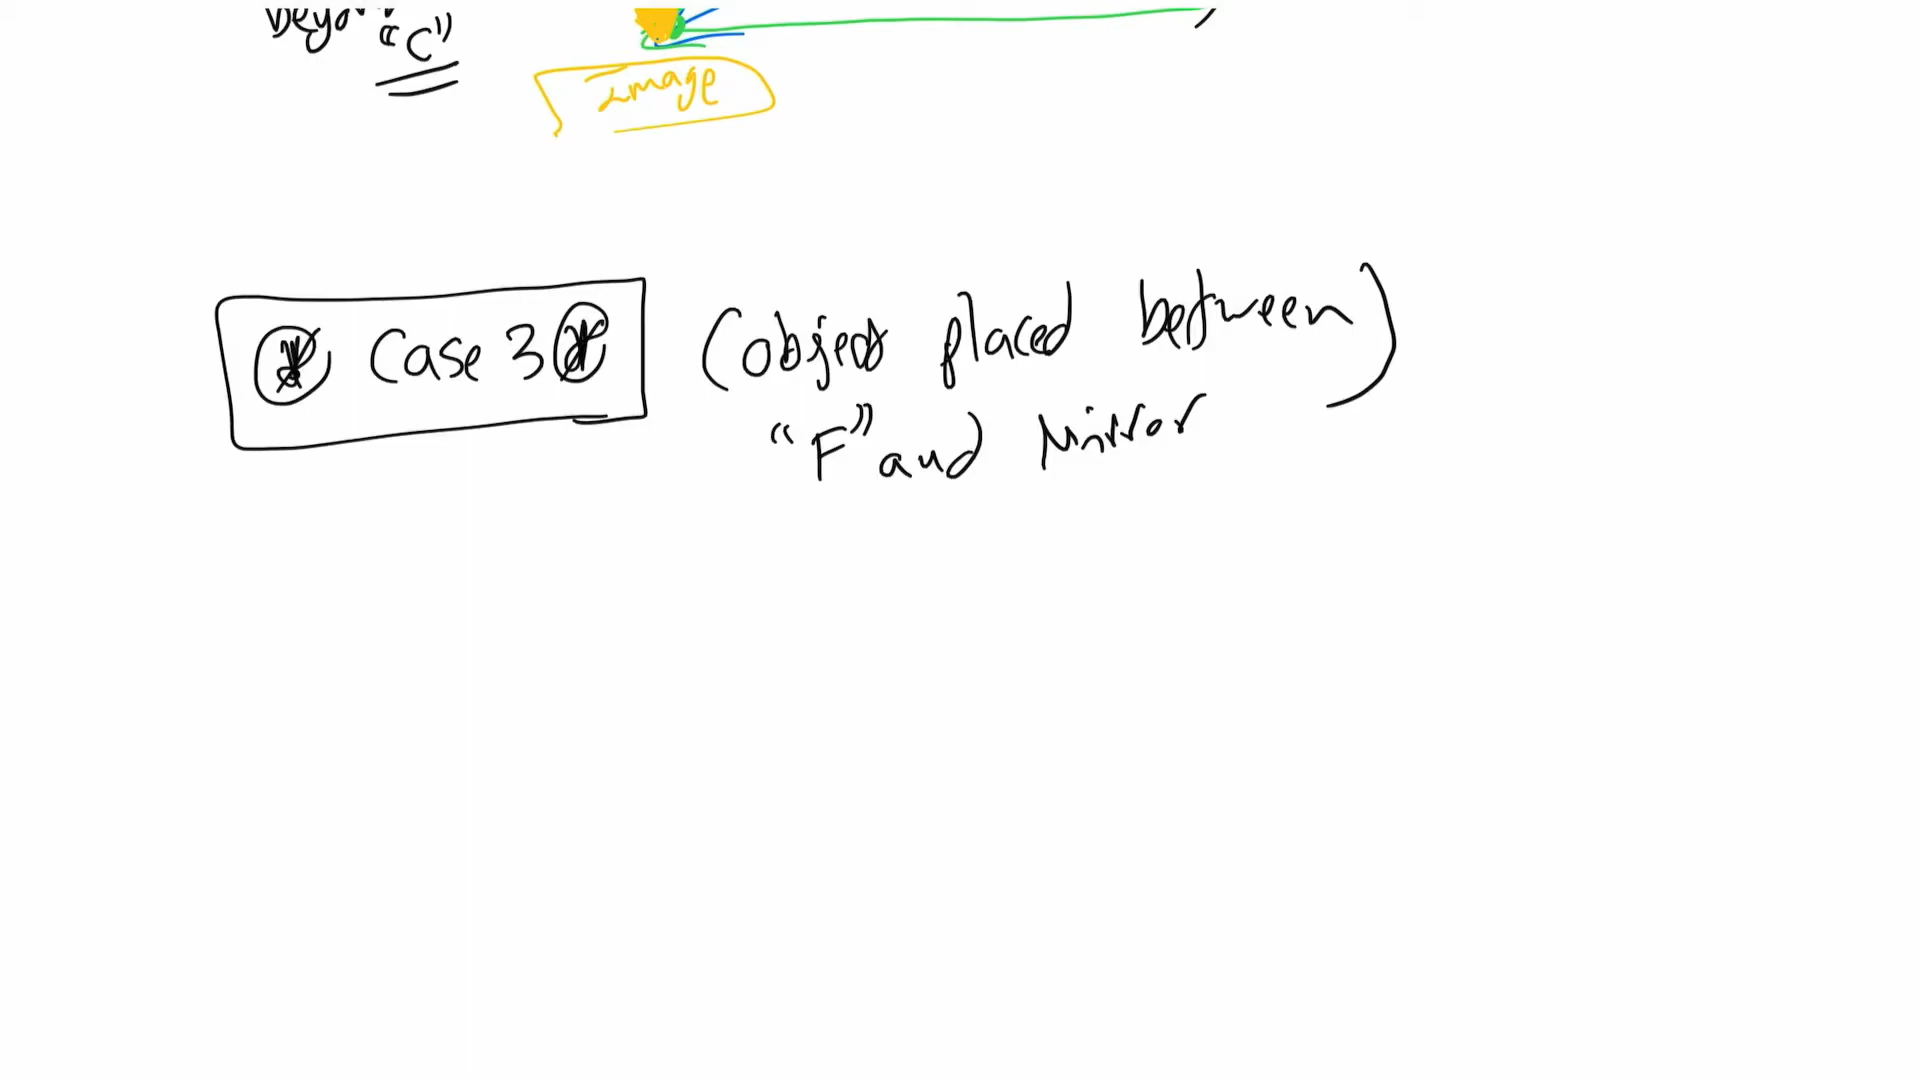 "C"
Image
Case 3 (object placed between)
"F" and Mirror